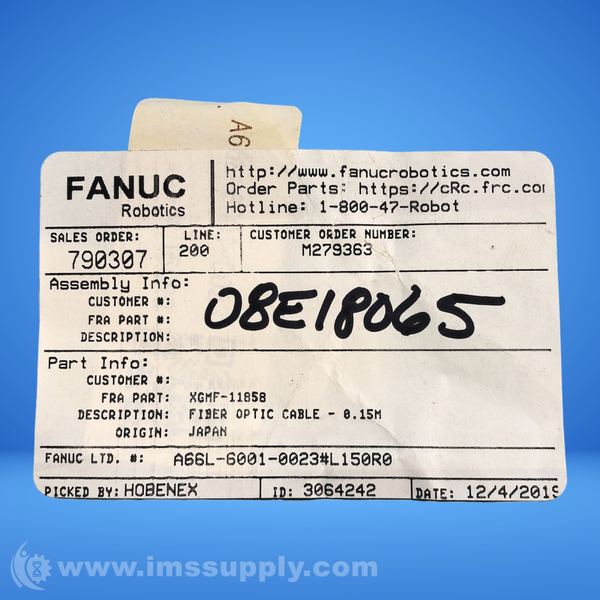 A6
FANUC
Robotics
http://www.fanucrobotics.com
Order Parts: https://cRc.frc.co
Hotline: 1-800-47-Robot
SALES ORDER:
790307
LINE:
200
CUSTOMER ORDER NUMBER:
M279363
Assembly Info:
CUSTOMER #:
FRA PART #:
DESCRIPTION:
08E18065
Part Info:
CUSTOMER #:
FRA PART: XGMF-11858
DESCRIPTION: FIBER OPTIC CABLE - 0.15M
ORIGIN: JAPAN
FANUC LTD. #: A66L-6001-0023#L150R0
PICKED BY: HOBENEX
ID: 3064242
DATE: 12/4/2019
www.imssupply.com